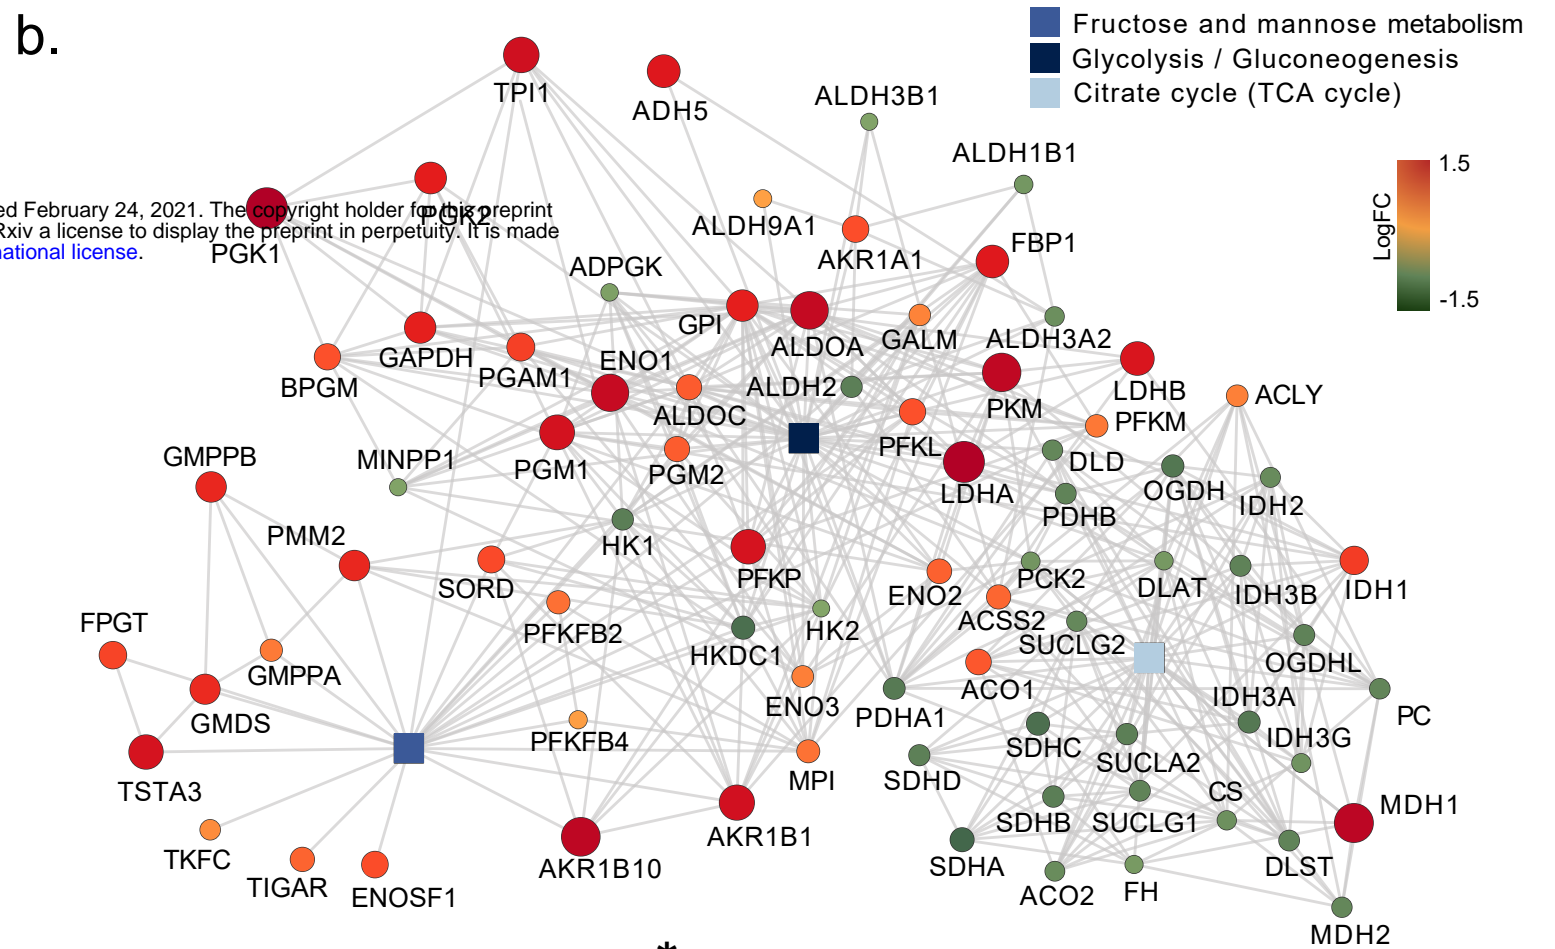 b.
Fructose and mannose metabolism
Glycolysis / Gluconeogenesis
Citrate cycle (TCA cycle)
TPI1
ADH5
ALDH3B1
ALDH1B1
1.5
LogFC
-1.5
ed February 24, 2021. The copyright holder for this preprint
Rxiv a license to display the preprint in perpetuity. It is made
national license.
PGK2
PGK1
ALDH9A1
AKR1A1
FBP1
ADPGK
GPI
ALDOA
GALM
ALDH3A2
BPGM
GAPDH
PGAM1
ENO1
ALDOC
ALDH2
PKM
LDHB
ACLY
PFKM
PFKL
GMPPB
MINPP1
PGM1
PGM2
LDHA
DLD
OGDH
IDH2
PDHB
PMM2
HK1
SORD
PFKP
ENO2
PCK2
DLAT
IDH3B
IDH1
ACSS2
FPGT
PFKFB2
HK2
SUCLG2
HKDC1
OGDHL
GMPPA
ACO1
IDH3A
GMDS
ENO3
PDHA1
PC
PFKFB4
SDHC
IDH3G
SUCLA2
MPI
SDHD
TSTA3
CS
MDH1
SDHB
SUCLG1
AKR1B1
TKFC
AKR1B10
SDHA
DLST
TIGAR
ENOSF1
ACO2
FH
MDH2
*